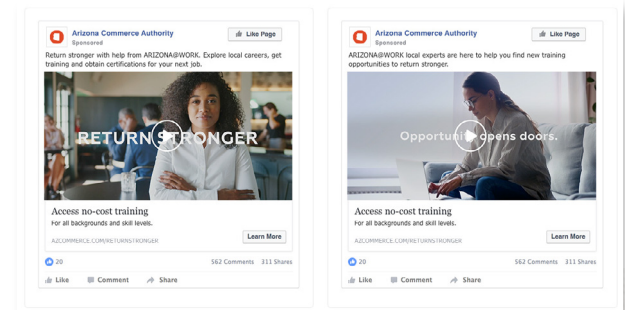 Arizona Commerce Authority
Sponsored
Like Page
Return stronger with help from ARIZONA@WORK. Explore local careers, get
training and obtain certifications for your next job.
RETURN STRONGER
Access no-cost training
For all backgrounds and skill levels.
AZCOMMERCE.COM/RETURNSTRONGER
Learn More
20
562 Comments 311 Shares
Like Comment Share
Arizona Commerce Authority
Sponsored
Like Page
ARIZONA@WORK local experts are here to help you find new training
opportunities to return stronger.
Opportunity opens doors.
Access no-cost training
For all backgrounds and skill levels.
AZCOMMERCE.COM/RETURNSTRONGER
Learn More
20
562 Comments 311 Shares
Like Comment Share